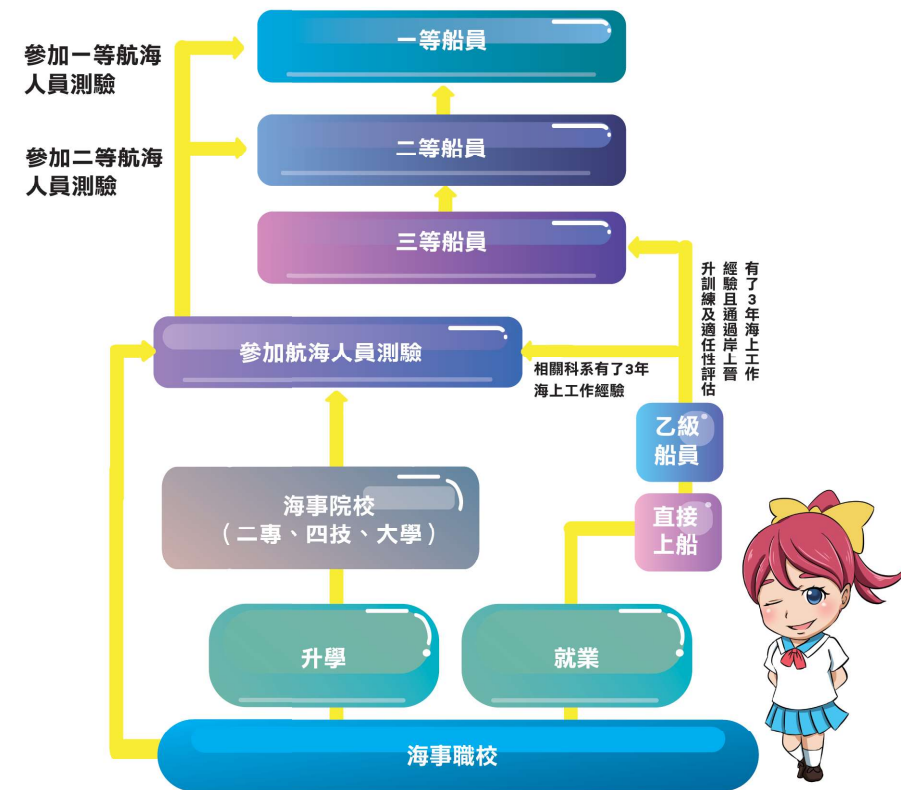 一等船員
參加一等航海
人員測驗
二等船員
參加二等航海
人員測驗
三等船員
有了3年海上工作
經驗且通過岸上晉
升訓練及適任性評估
參加航海人員測驗
相關科系有了3年
海上工作經驗
乙級
船員
海事院校
（二專、四技、大學）
直接
上船
升學
就業
海事職校